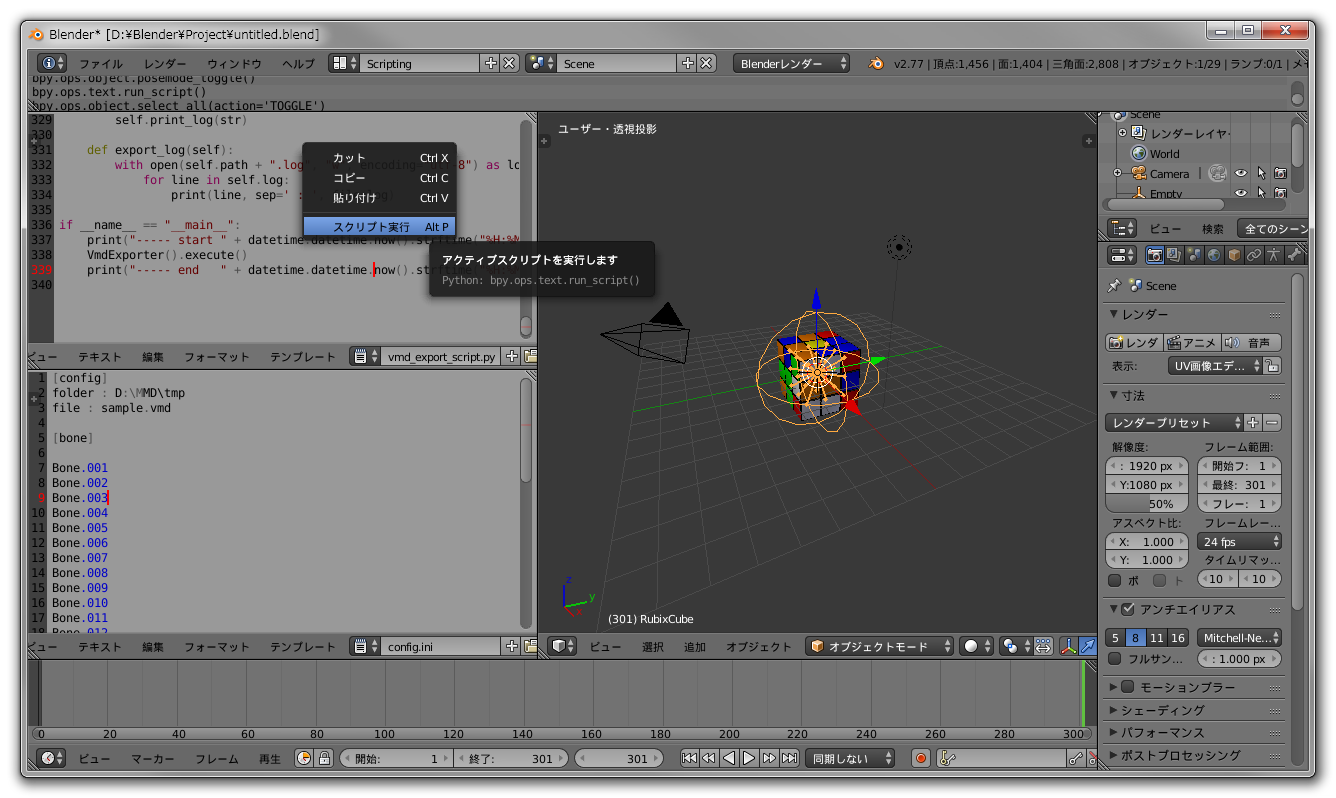 Blender* [D:¥Blender¥Project¥untitled.blend]
ファイル レンダー ウィンドウ ヘルプ Scripting Scene Blenderレンダー v2.77 | 頂点:1,456 | 面:1,404 | 三角面:2,808 | オブジェクト:1/29 | ランプ:0/1 | メモ
bpy.ops.object.posemode_toggle()
bpy.ops.text.run_script()
bpy.ops.object.select_all(action='TOGGLE')
329 self.print_log(str)
330
331 def export_log(self):
332 with open(self.path + ".log", encoding 8") as lo
333 for line in self.log:
334 print(line, sep='
335
336 if __name__ == "__main__":
337 print("----- start " + datetime.datetime.now().strftime("%H:%M
338 VmdExporter().execute()
339 print("----- end " + datetime.datetime.now().strftime(
340
カット Ctrl X
コピー Ctrl C
貼り付け Ctrl V
スクリプト実行 Alt P
アクティブスクリプトを実行します
Python: bpy.ops.text.run_script()
ビュー テキスト 編集 フォーマット テンプレート vmd_export_script.py
1 [config]
2 folder : D:\MMD\tmp
3 file : sample.vmd
4
5 [bone]
6
7 Bone.001
8 Bone.002
9 Bone.003
10 Bone.004
11 Bone.005
12 Bone.006
13 Bone.007
14 Bone.008
15 Bone.009
16 Bone.010
17 Bone.011
18 Bone.012
ビュー テキスト 編集 フォーマット テンプレート config.ini
ユーザー・透視投影
z
y
x
(301) RubixCube
ビュー 選択 追加 オブジェクト オブジェクトモード
Scene
レンダーレイヤー
World
Camera
Empty
ビュー 検索 全てのシーン
Scene
レンダー
レンダ アニメ 音声
表示: UV画像エデ...
寸法
レンダープリセット
解像度: フレーム範囲:
: 1920 px 開始フ: 1
Y:1080 px 最終: 301
50% フレー: 1
アスペクト比: フレームレー...
X: 1.000 24 fps
Y: 1.000 タイムリマッ...
ボ ト 10 10
アンチエイリアス
5 8 11 16 Mitchell-Ne...
フルサン... : 1.000 px
モーションブラー
シェーディング
パフォーマンス
ポストプロセッシング
0 20 40 60 80 100 120 140 160 180 200 220 240 260 280 300
ビュー マーカー フレーム 再生 開始: 1 終了: 301 301 同期しない